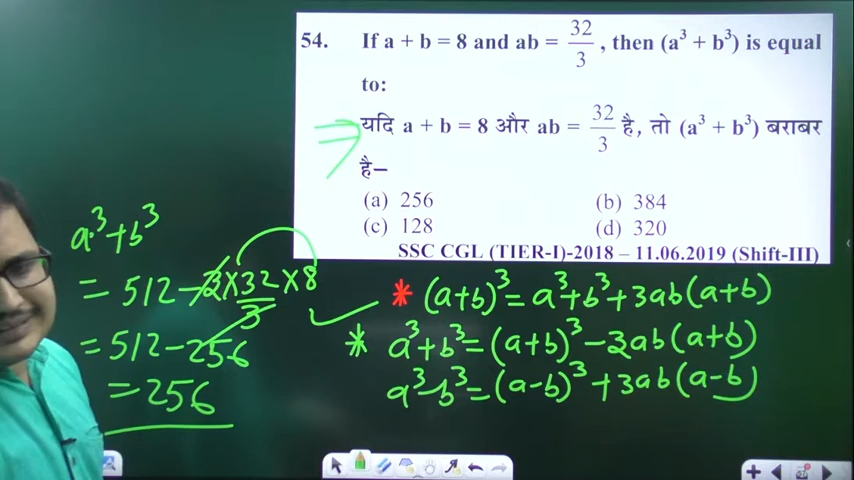 54. If a + b = 8 and ab = 32/3, then (a³ + b³) is equal
to:
यदि a + b = 8 और ab = 32/3 है, तो (a³ + b³) बराबर
है–
(a) 256 (b) 384
(c) 128 (d) 320
SSC CGL (TIER-I)-2018 – 11.06.2019 (Shift-III)
a³+b³
= 512 - 3×32/3×8
= 512 - 256
= 256
* (a+b)³ = a³+b³+3ab(a+b)
* a³+b³ = (a+b)³ - 3ab(a+b)
a³-b³ = (a-b)³ + 3ab(a-b)